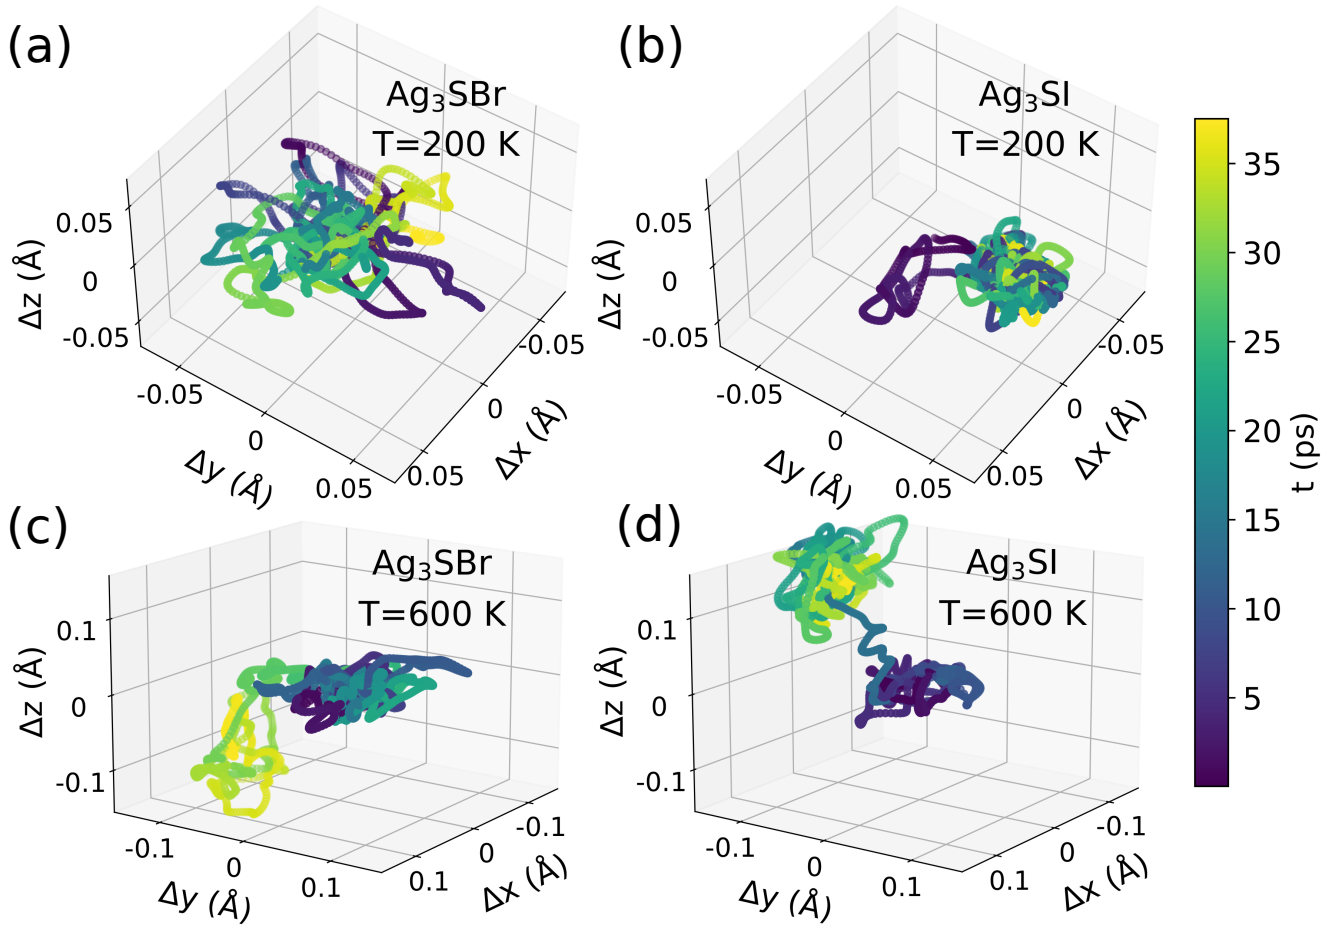 (a)
Ag₃SBr
T=200 K
0.05
0
-0.05
Δz (Å)
-0.05
0
0.05
Δy (Å)
-0.05
0
0.05
Δx (Å)
(b)
Ag₃SI
T=200 K
0.05
0
-0.05
Δz (Å)
-0.05
0
0.05
Δy (Å)
-0.05
0
0.05
Δx (Å)
(c)
Ag₃SBr
T=600 K
0.1
0
-0.1
Δz (Å)
-0.1
0
0.1
Δy (Å)
-0.1
0
0.1
Δx (Å)
(d)
Ag₃SI
T=600 K
0.1
0
-0.1
Δz (Å)
-0.1
0
0.1
Δy (Å)
-0.1
0
0.1
Δx (Å)
35
30
25
20
15
10
5
t (ps)